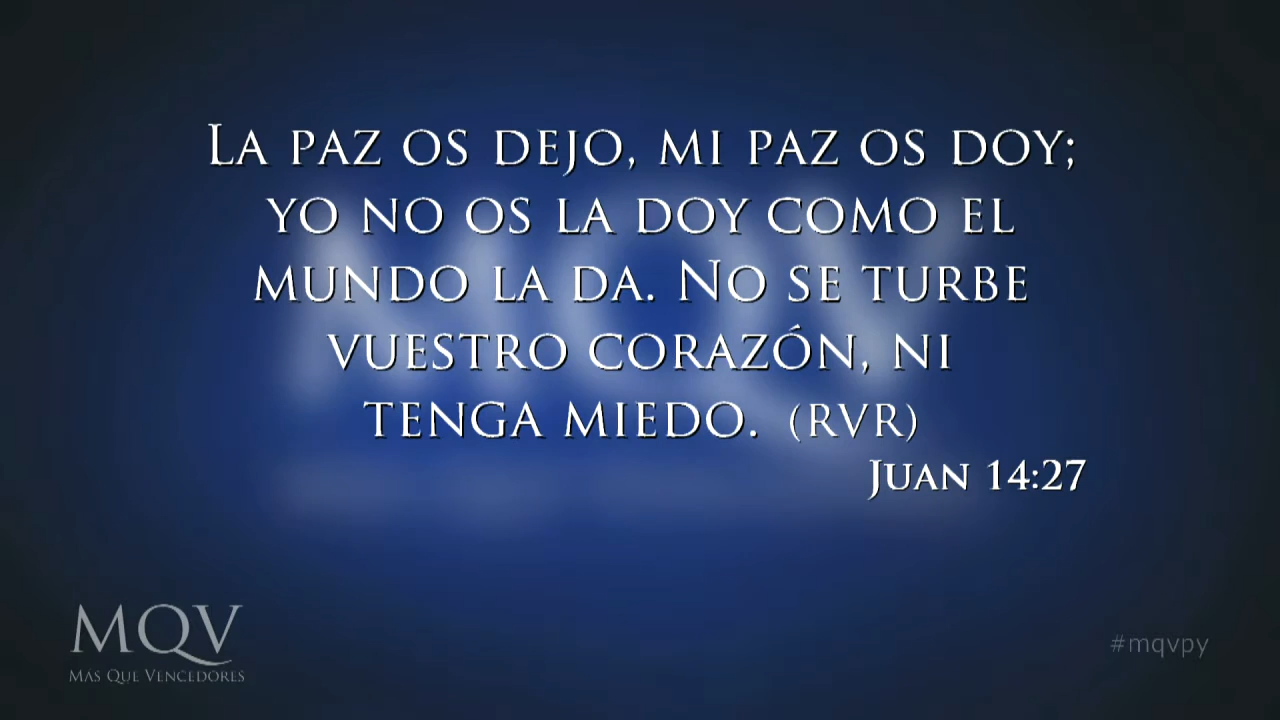 La paz os dejo, mi paz os doy;
yo no os la doy como el
mundo la da. No se turbe
vuestro corazón, ni
tenga miedo. (RVR)
Juan 14:27
MQV
Más Que Vencedores
#mqvpy